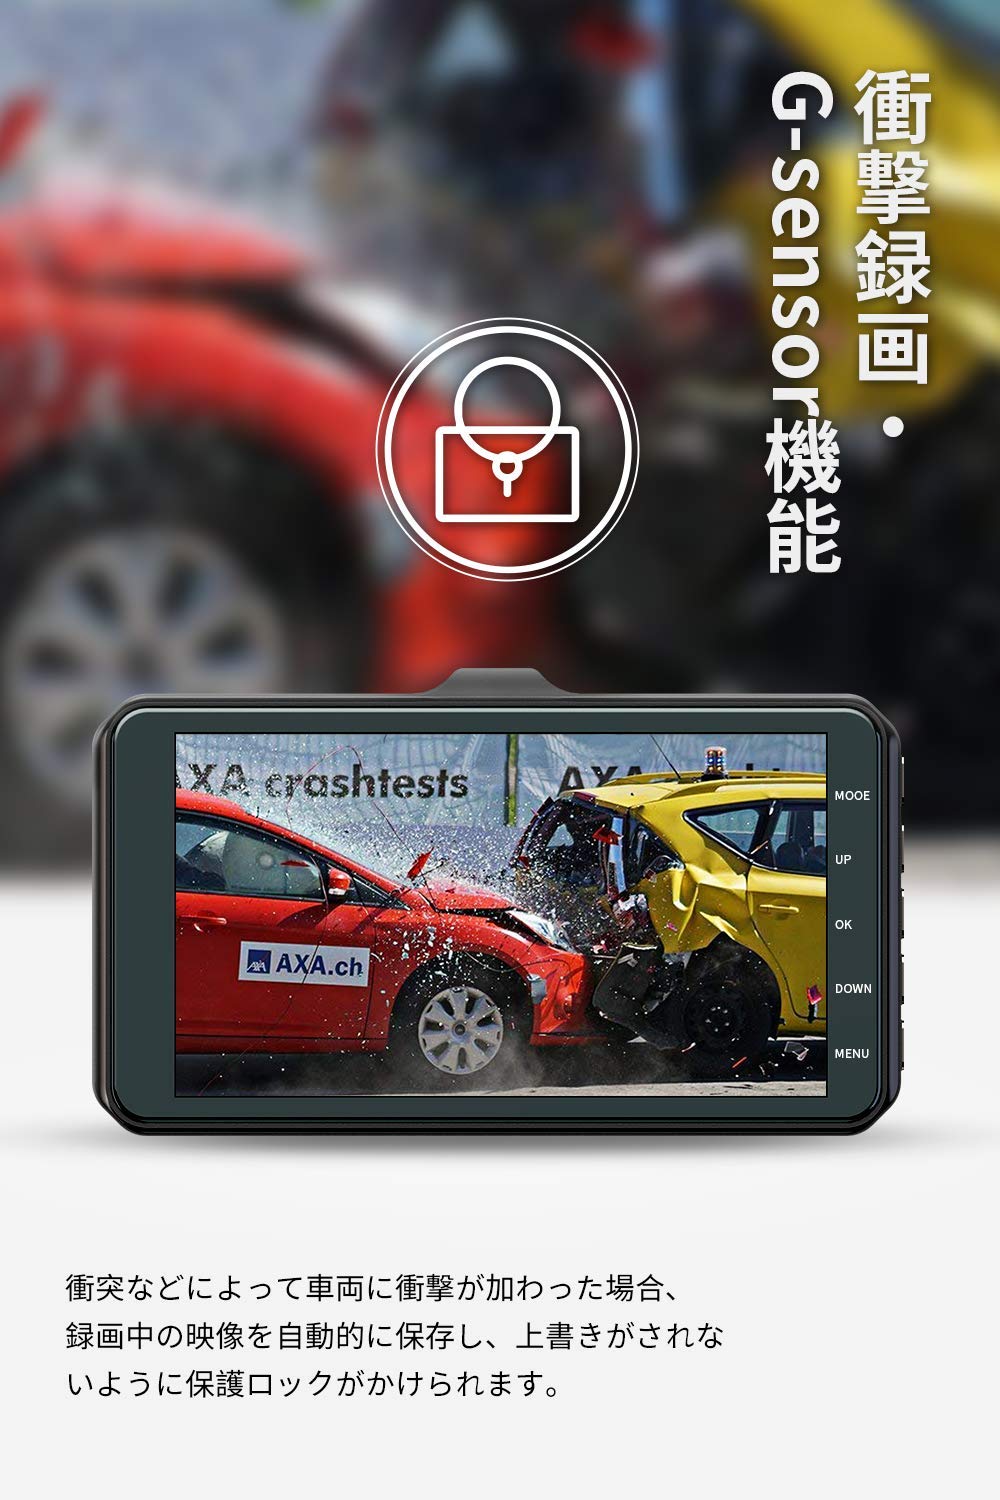 衝撃録画・
G-sensor機能
AXA crashtests
AXA
AXA.ch
MOOE
UP
OK
DOWN
MENU
衝突などによって車両に衝撃が加わった場合、
録画中の映像を自動的に保存し、上書きがされな
いように保護ロックがかけられます。